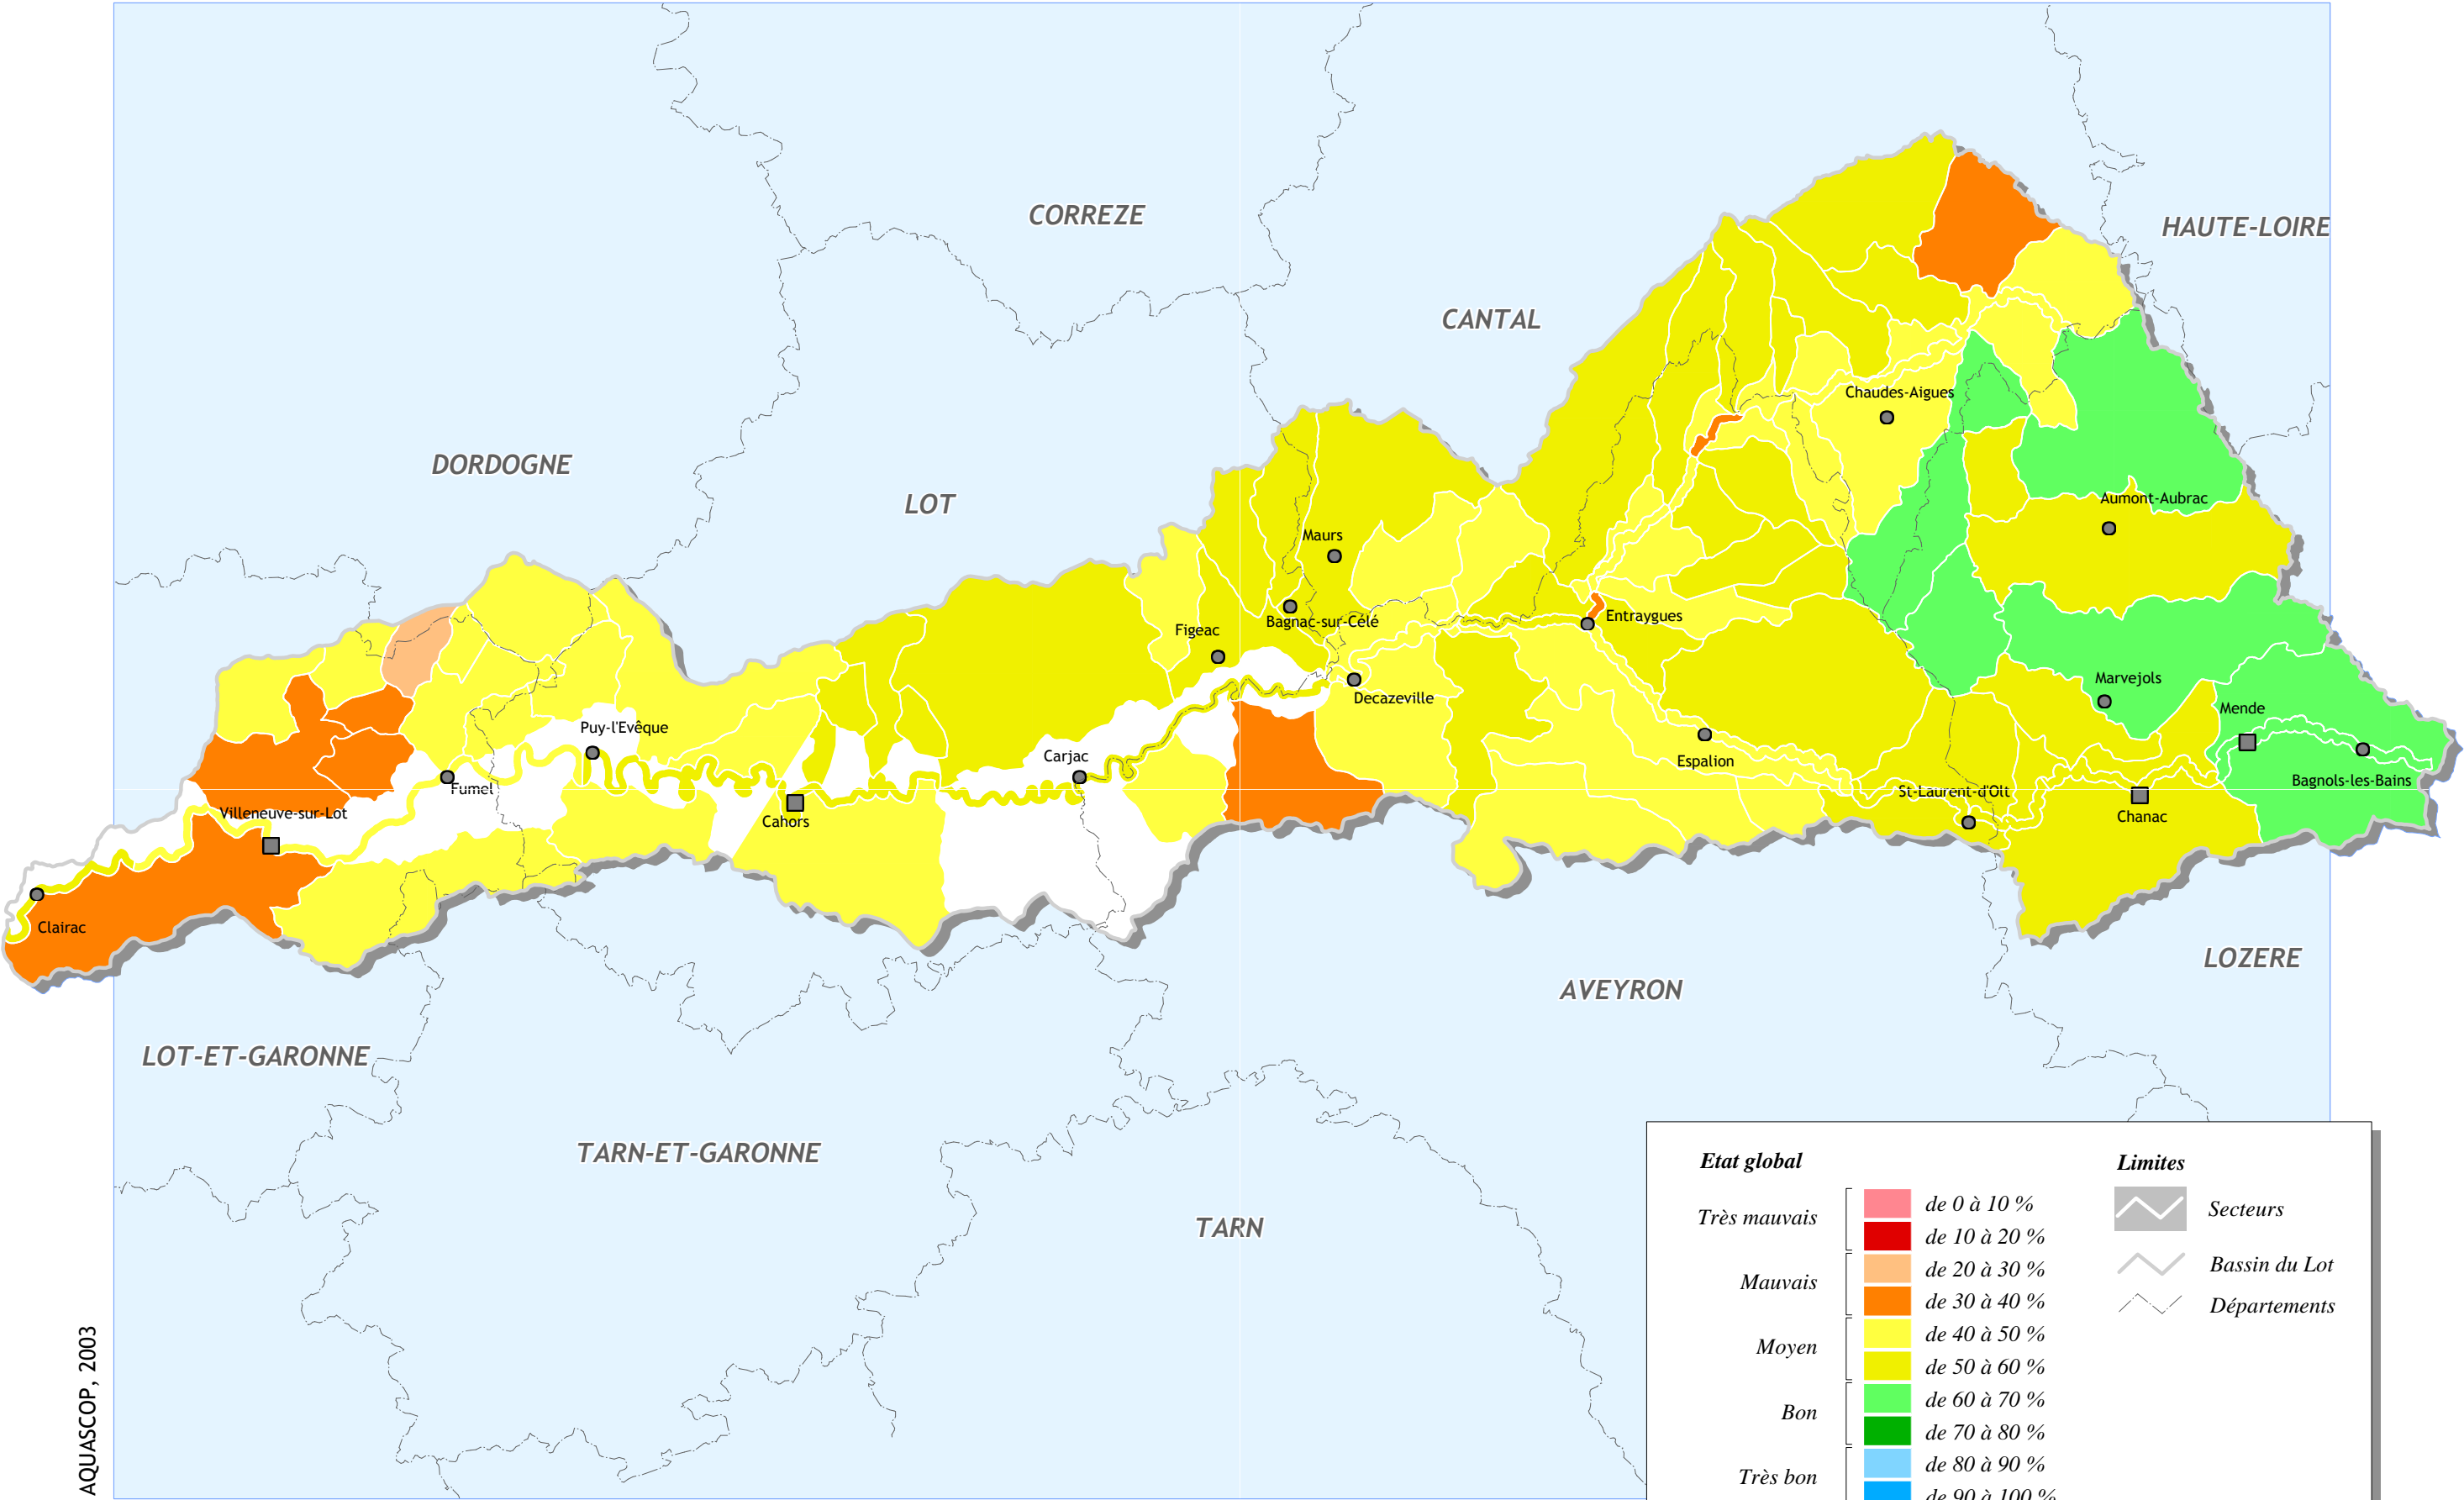 CORREZE
HAUTE-LOIRE
CANTAL
Chaudes-Aigues
DORDOGNE
LOT
Aumont-Aubrac
Maurs
Entraygues
Bagnac-sur-Célé
Figeac
Marvejols
Decazeville
Mende
Puy-l'Evêque
Carjac
Espalion
Bagnols-les-Bains
Fumel
St-Laurent-d'Olt
Villeneuve-sur-Lot
Cahors
Chanac
Clairac
LOZERE
AVEYRON
LOT-ET-GARONNE
TARN-ET-GARONNE
TARN
AQUASCOP, 2003
Etat global
Très mauvais
de 0 à 10 %
de 10 à 20 %
Mauvais
de 20 à 30 %
de 30 à 40 %
Moyen
de 40 à 50 %
de 50 à 60 %
Bon
de 60 à 70 %
de 70 à 80 %
Très bon
de 80 à 90 %
de 90 à 100 %
Limites
Secteurs
Bassin du Lot
Départements